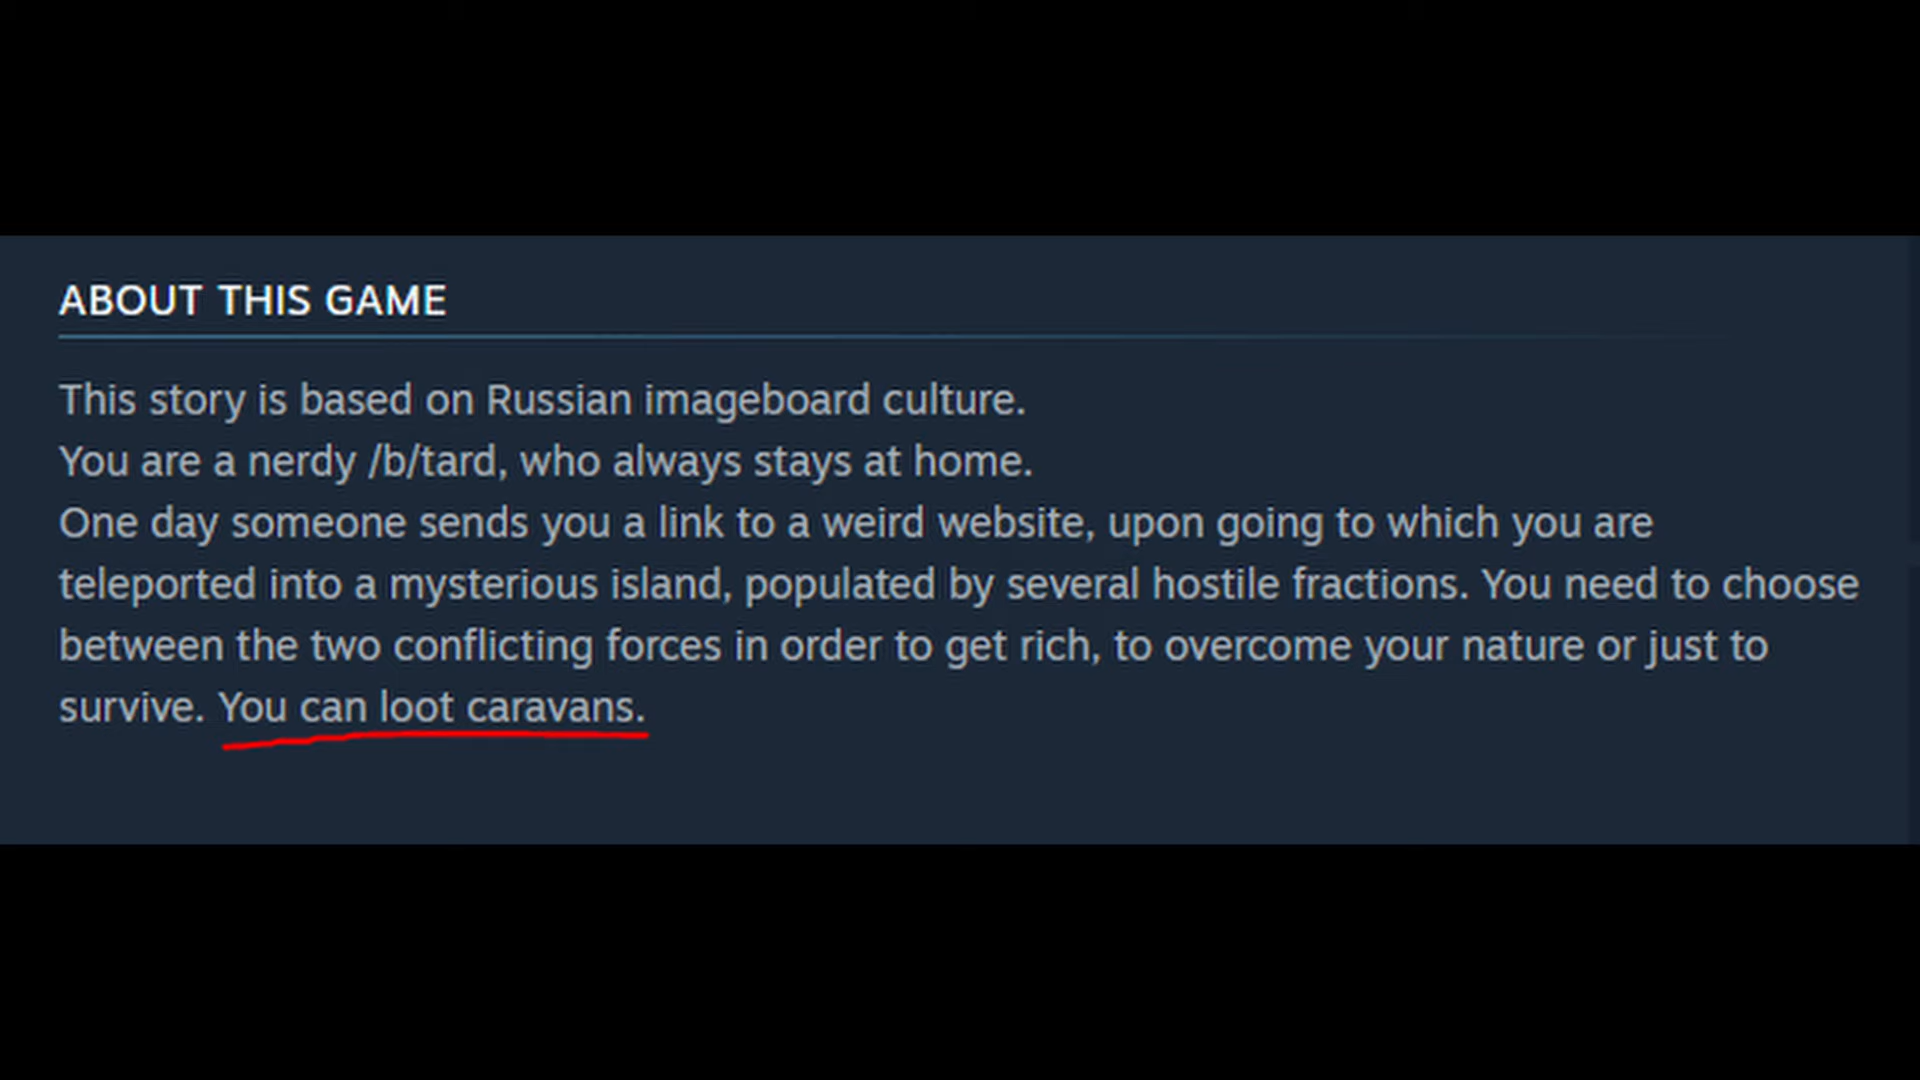 ABOUT THIS GAME
This story is based on Russian imageboard culture.
You are a nerdy /b/tard, who always stays at home.
One day someone sends you a link to a weird website, upon going to which you are
teleported into a mysterious island, populated by several hostile fractions. You need to choose
between the two conflicting forces in order to get rich, to overcome your nature or just to
survive. You can loot caravans.